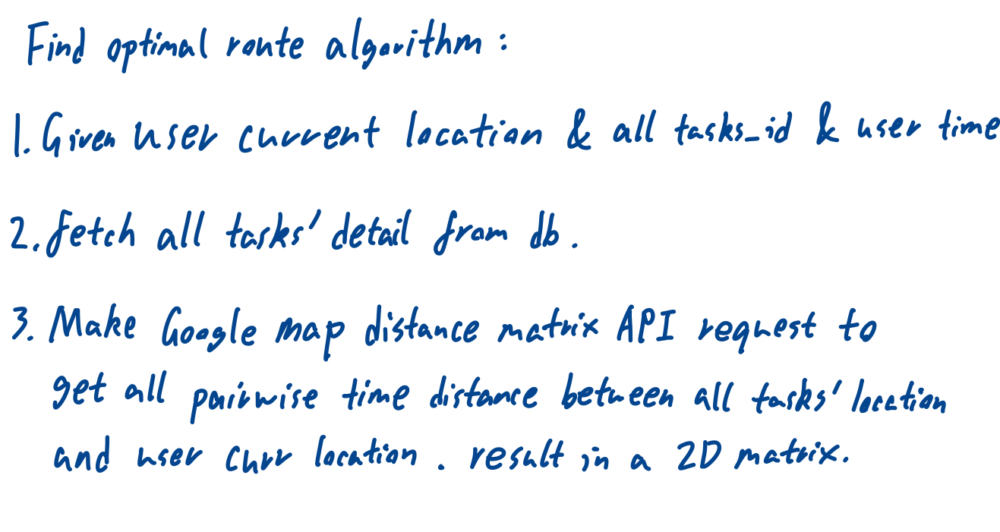 Find optimal route algorithm :
1. Given user current location & all tasks_id & user time
2. fetch all tasks' detail from db .
3. Make Google map distance matrix API request to
get all pairwise time distance between all tasks' location
and user curr location . result in a 2D matrix.